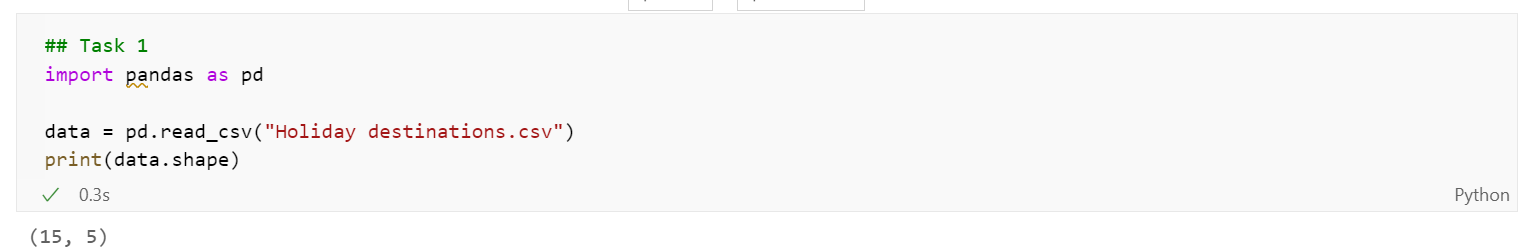 ## Task 1
import pandas as pd
data = pd.read_csv("Holiday destinations.csv")
print(data.shape)
0.3s
Python
(15, 5)